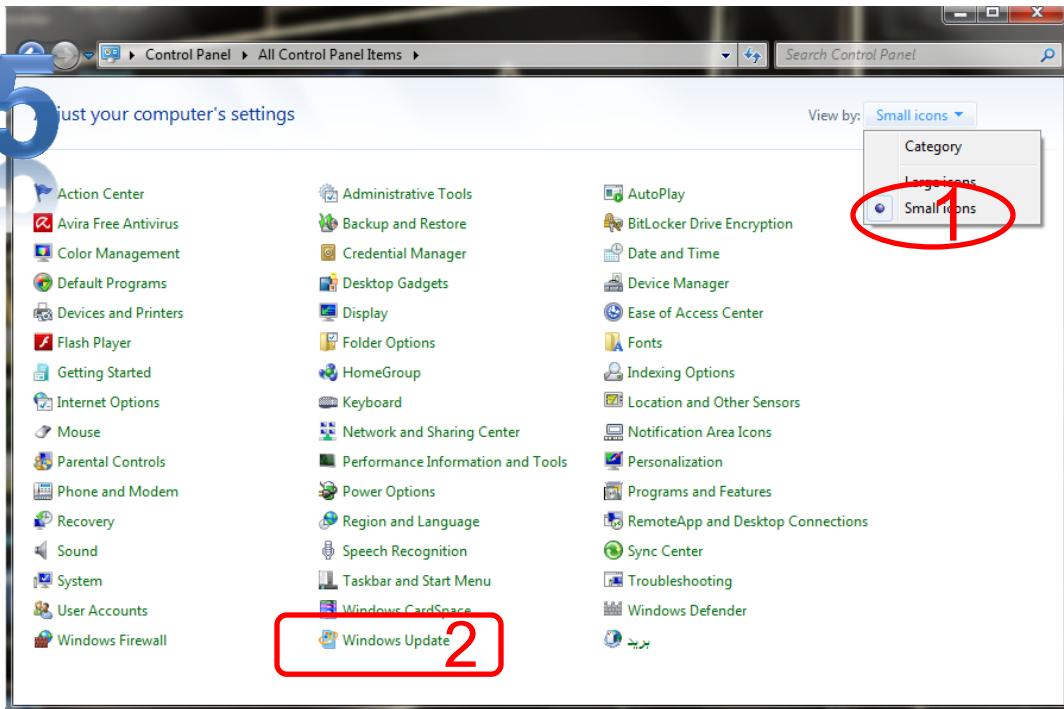 Control Panel All Control Panel Items Search Control Panel
5
Adjust your computer's settings View by: Small icons
Category
Large icons
Small icons
1
Action Center Administrative Tools AutoPlay
Avira Free Antivirus Backup and Restore BitLocker Drive Encryption
Color Management Credential Manager Date and Time
Default Programs Desktop Gadgets Device Manager
Devices and Printers Display Ease of Access Center
Flash Player Folder Options Fonts
Getting Started HomeGroup Indexing Options
Internet Options Keyboard Location and Other Sensors
Mouse Network and Sharing Center Notification Area Icons
Parental Controls Performance Information and Tools Personalization
Phone and Modem Power Options Programs and Features
Recovery Region and Language RemoteApp and Desktop Connections
Sound Speech Recognition Sync Center
System Taskbar and Start Menu Troubleshooting
User Accounts Windows CardSpace Windows Defender
Windows Firewall Windows Update 2 بريد